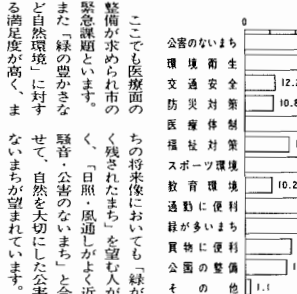 ここでも医療面の
整備が求められ市の
緊急課題といます。
また「緑の豊かさな
ど自然環境」に対す
る満足度が高く、ま
ちの将来像においても「緑が
く残されたまち」を望む人が
く、「日照・風通しがよく近
騒音・公害のないまち」と合
せて、自然を大切にした公害
ないまちが望まれています。
0
公害のないまち
環境衛生
交通安全
12.
防災対策
10.8
医療体制
福祉対策
スポーツ環境
教育環境
10.2
通勤に便利
緑が多いまち
買物に便利
公園の整備
その他
1.1